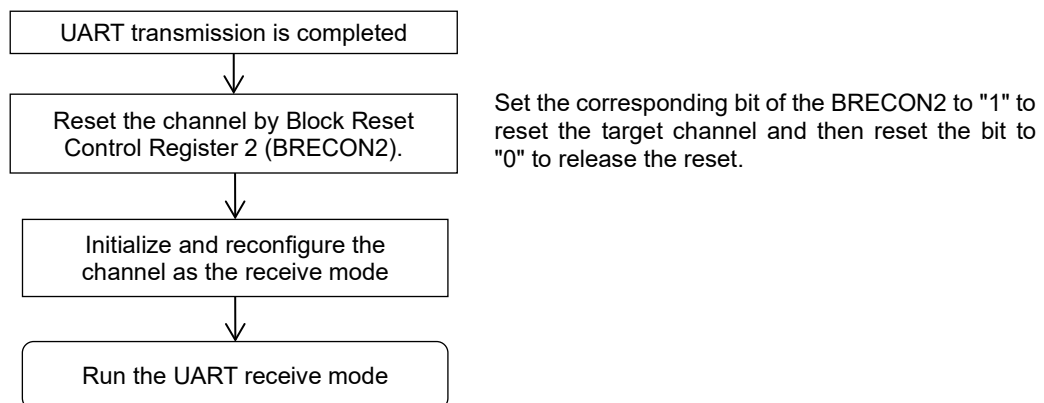 UART transmission is completed
Reset the channel by Block Reset
Control Register 2 (BRECON2).
Set the corresponding bit of the BRECON2 to "1" to
reset the target channel and then reset the bit to
"0" to release the reset.
Initialize and reconfigure the
channel as the receive mode
Run the UART receive mode